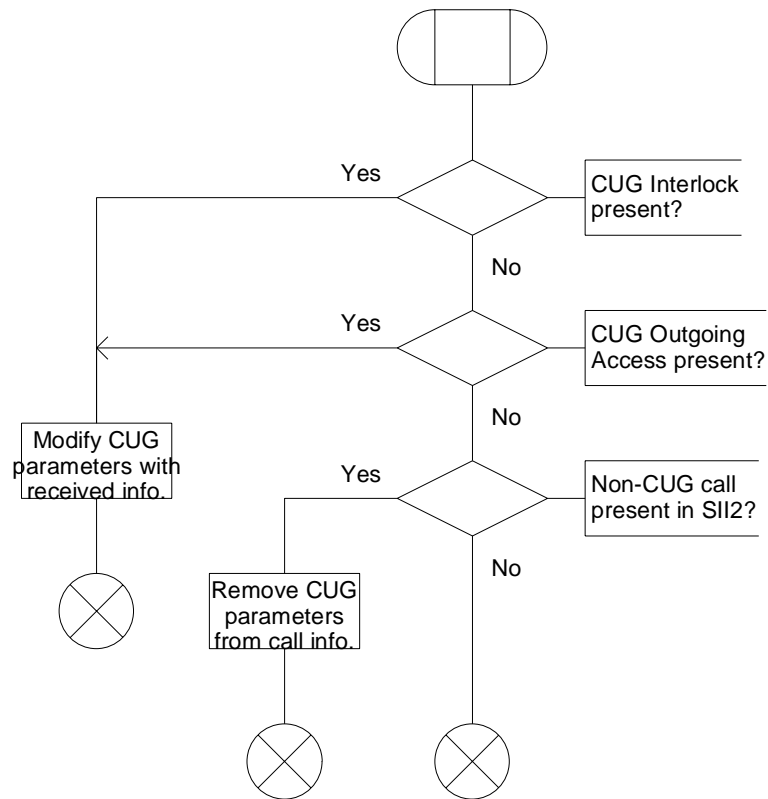 Yes
CUG Interlock
present?
No
Yes
CUG Outgoing
Access present?
No
Modify CUG
parameters with
received info.
Yes
Non-CUG call
present in SII2?
No
Remove CUG
parameters
from call info.